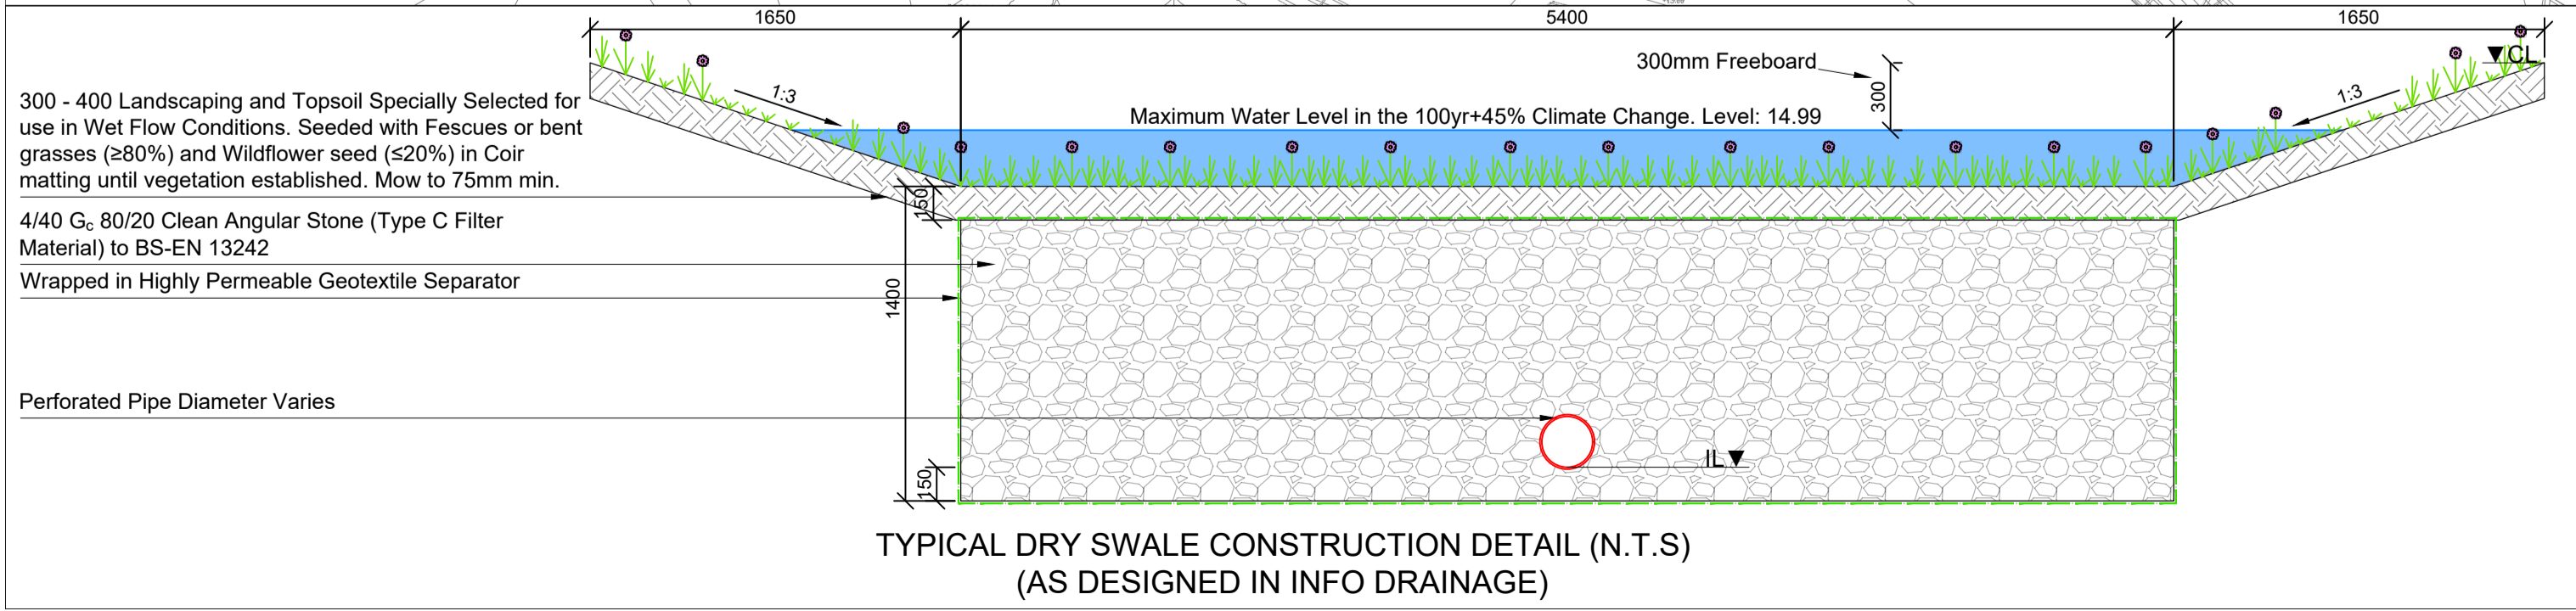 1650
5400
1650
300mm Freeboard
CL
300 - 400 Landscaping and Topsoil Specially Selected for
use in Wet Flow Conditions. Seeded with Fescues or bent
grasses (≥80%) and Wildflower seed (≤20%) in Coir
matting until vegetation established. Mow to 75mm min.
1:3
1:3
300
Maximum Water Level in the 100yr+45% Climate Change. Level: 14.99
150
4/40 Gc 80/20 Clean Angular Stone (Type C Filter
Material) to BS-EN 13242
Wrapped in Highly Permeable Geotextile Separator
1400
Perforated Pipe Diameter Varies
IL
150
TYPICAL DRY SWALE CONSTRUCTION DETAIL (N.T.S)
(AS DESIGNED IN INFO DRAINAGE)